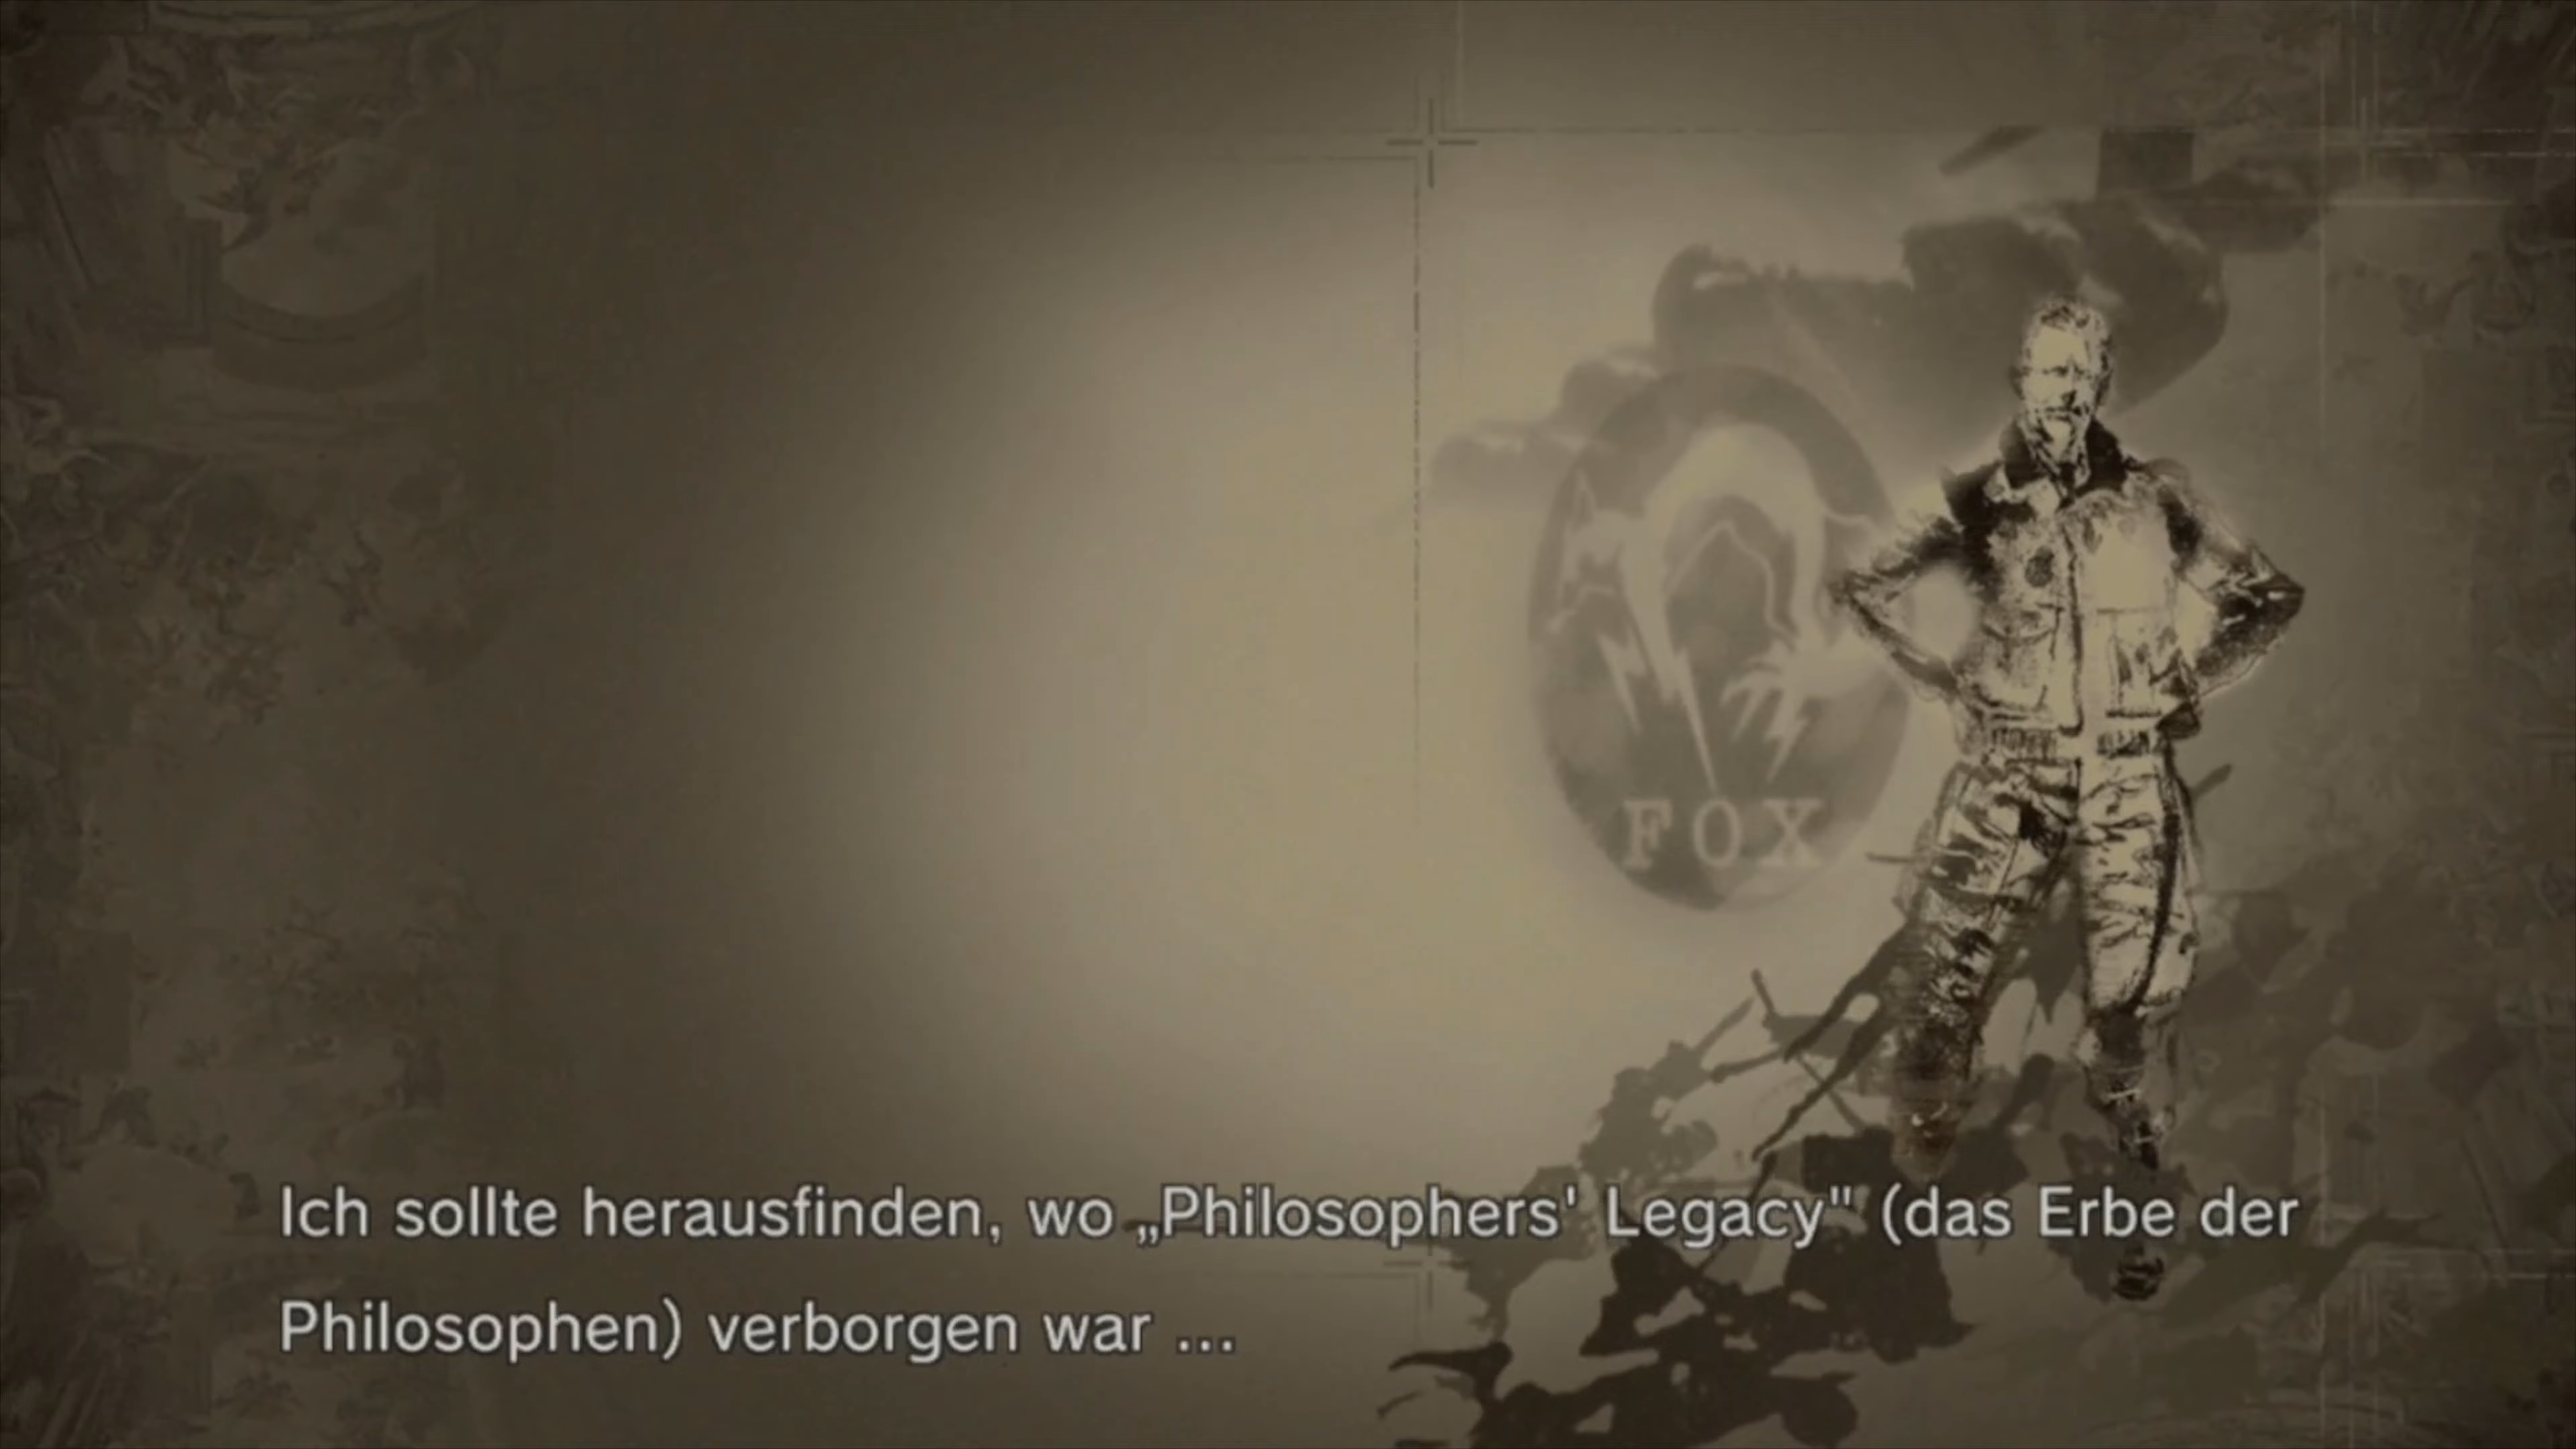 FOX
Ich sollte herausfinden, wo „Philosophers' Legacy" (das Erbe der
Philosophen) verborgen war ...